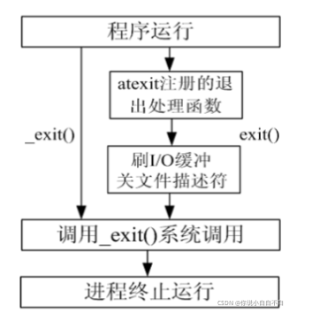 程序运行
atexit注册的退
出处理函数
_exit()
exit()
刷I/O缓冲
关文件描述符
调用_exit()系统调用
进程终止运行